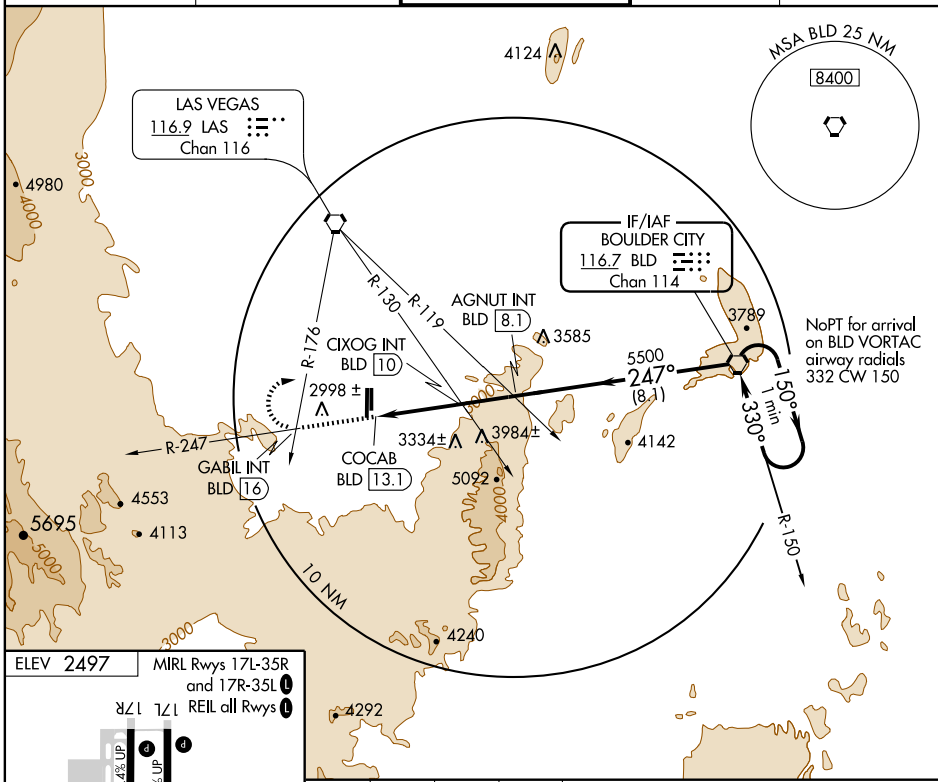 4124
MSA BLD 25 NM
8400
LAS VEGAS
116.9 LAS
Chan 116
3000
4980
4000
IF/IAF
BOULDER CITY
116.7 BLD
Chan 114
R-130
R-119
R-176
AGNUT INT
BLD 8.1
3789
3585
NoPT for arrival
on BLD VORTAC
airway radials
332 CW 150
CIXOG INT
BLD 10
3000
5500
247°
(8.1)
150°
1 min
330°
2998 ±
R-247
3334±
3984±
4142
GABIL INT
BLD 16
COCAB
BLD 13.1
5092
4000
4553
5695
5000
4113
R-150
10 NM
3000
4240
ELEV 2497
MIRL Rwys 17L-35R
and 17R-35L L
REIL all Rwys L
4292
17R
17L
P
P
4% UP
% UP